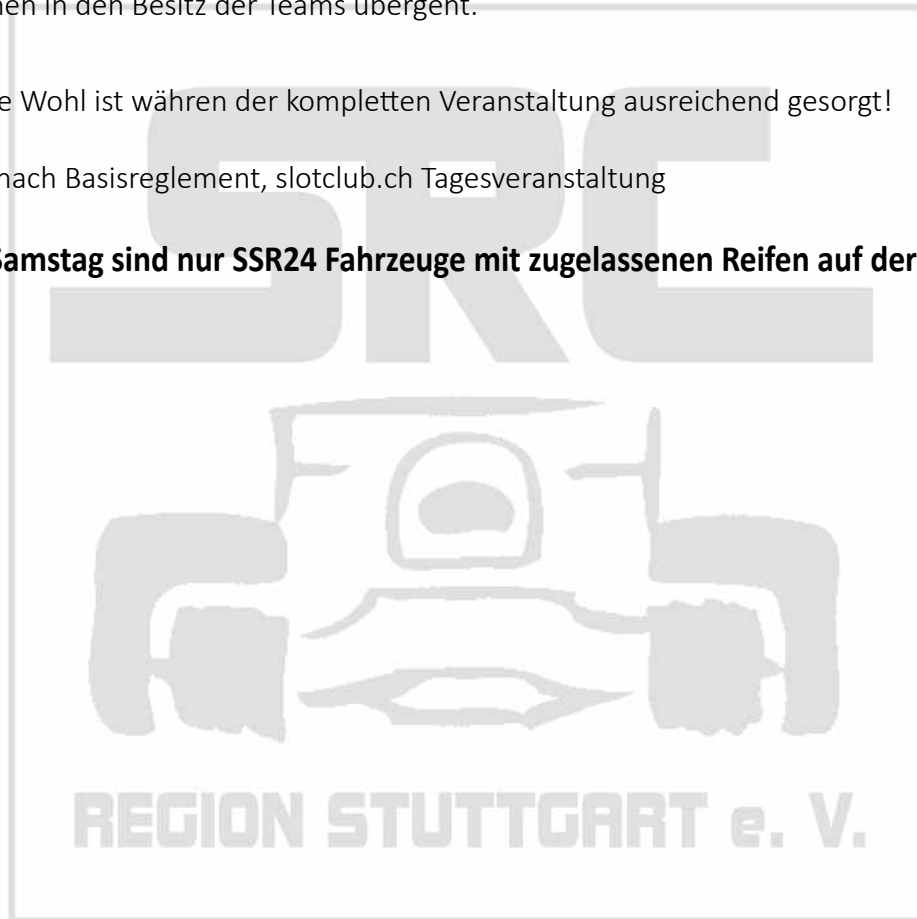 nen in den Besitz der Teams übergeht.
e Wohl ist währen der kompletten Veranstaltung ausreichend gesorgt!
nach Basisreglement, slotclub.ch Tagesveranstaltung
Samstag sind nur SSR24 Fahrzeuge mit zugelassenen Reifen auf der
SRC
REGION STUTTGART e. V.